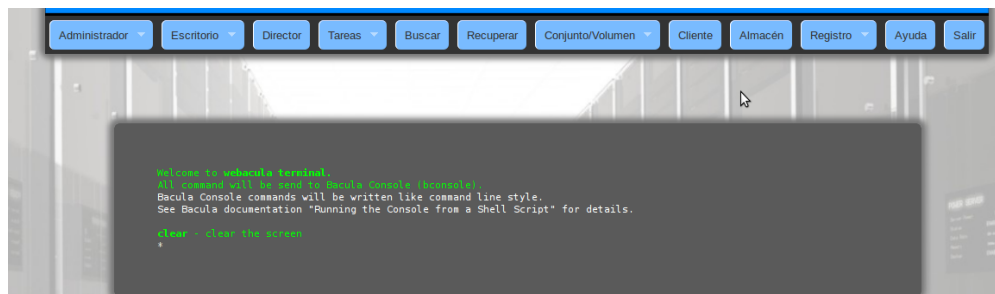 Administrador Escritorio Director Tareas Buscar Recuperar Conjunto/Volumen Cliente Almacén Registro Ayuda Salir
Welcome to webacula terminal.
All command will be send to Bacula Console (bconsole).
Bacula Console commands will be written like command line style.
See Bacula documentation "Running the Console from a Shell Script" for details.
clear - clear the screen
*